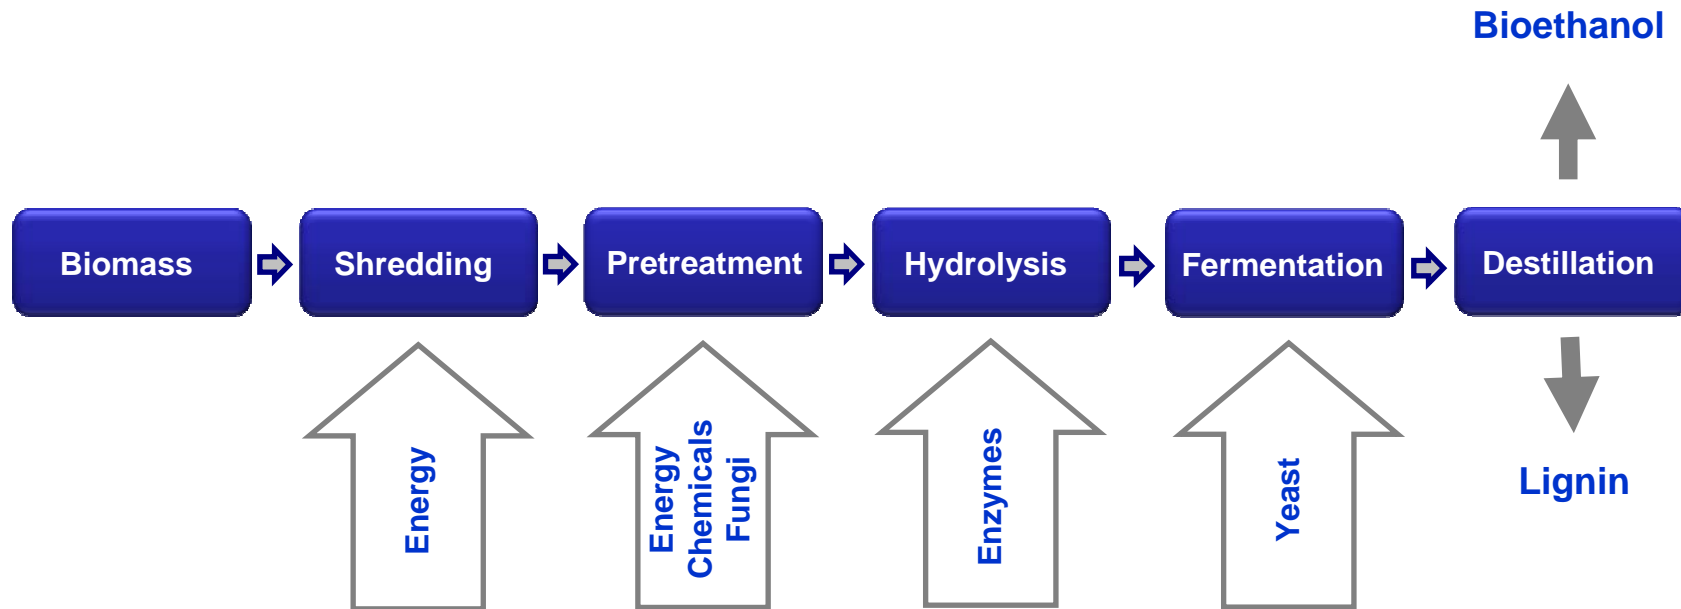 Bioethanol
Biomass
Shredding
Pretreatment
Hydrolysis
Fermentation
Destillation
Energy
Energy
Chemicals
Fungi
Enzymes
Yeast
Lignin